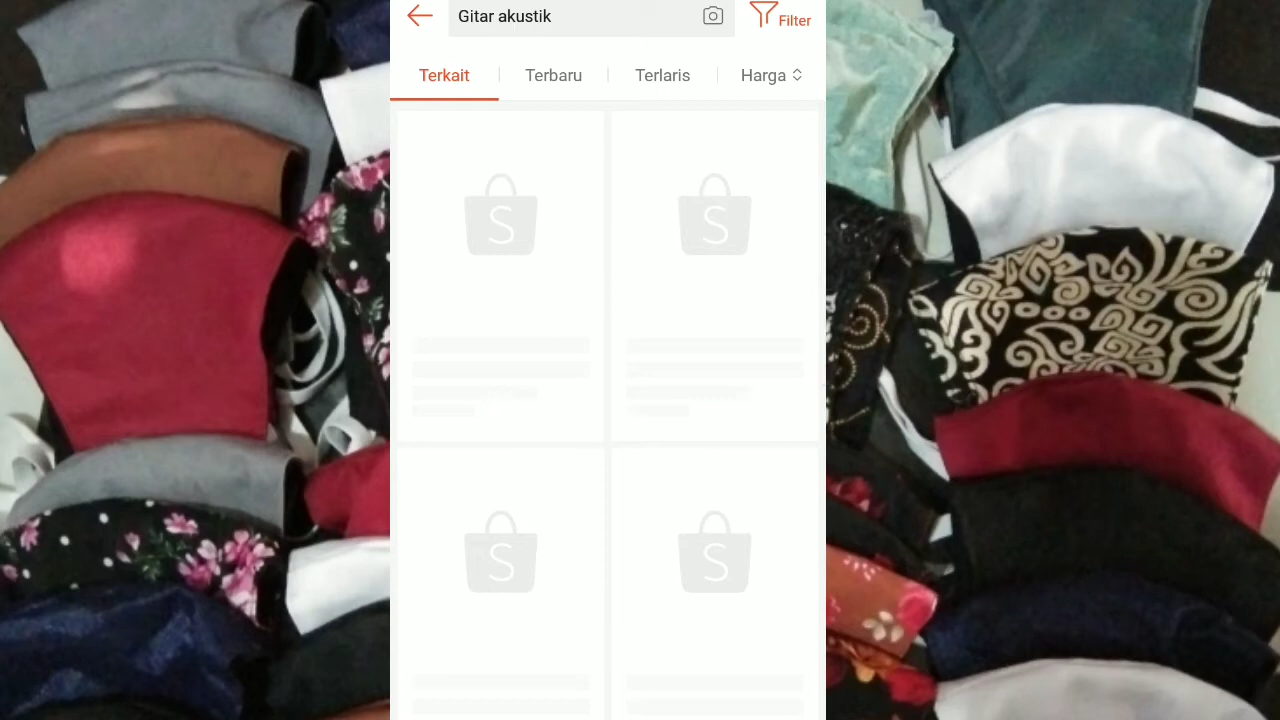 Gitar akustik
Filter
Terkait
Terbaru
Terlaris
Harga
S
S
S
S